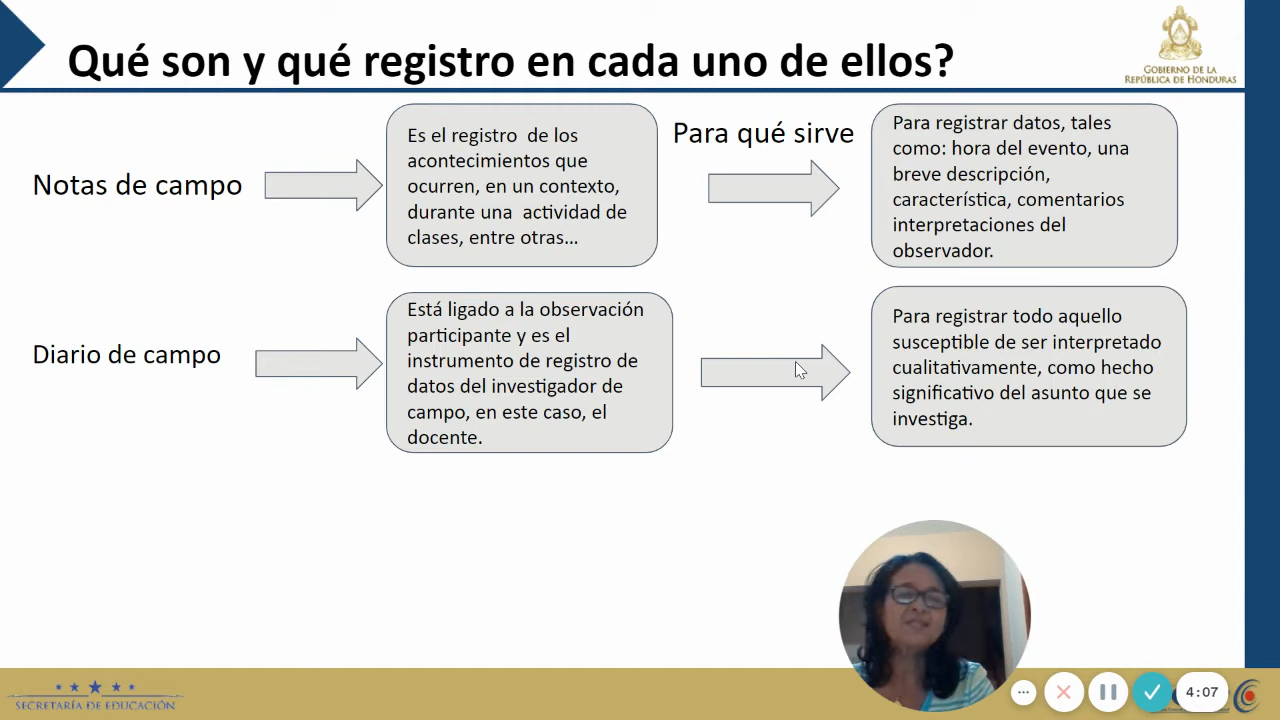 Qué son y qué registro en cada uno de ellos?
GOBIERNO DE LA
REPÚBLICA DE HONDURAS
Notas de campo
Es el registro de los
acontecimientos que
ocurren, en un contexto,
durante una actividad de
clases, entre otras...
Para qué sirve
Para registrar datos, tales
como: hora del evento, una
breve descripción,
característica, comentarios
interpretaciones del
observador.
Diario de campo
Está ligado a la observación
participante y es el
instrumento de registro de
datos del investigador de
campo, en este caso, el
docente.
Para registrar todo aquello
susceptible de ser interpretado
cualitativamente, como hecho
significativo del asunto que se
investiga.
SECRETARÍA DE EDUCACIÓN
4:07